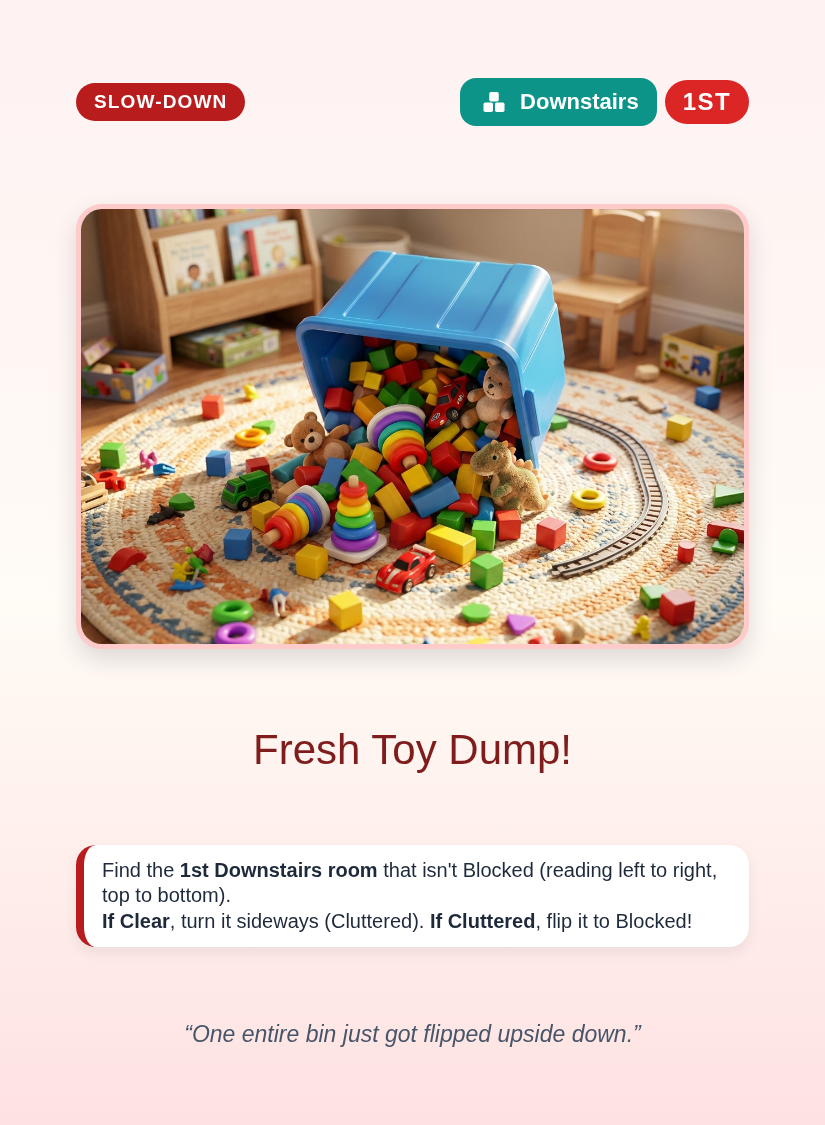 SLOW-DOWN
Downstairs
1ST
Fresh Toy Dump!
Find the 1st Downstairs room that isn't Blocked (reading left to right,
top to bottom).
If Clear, turn it sideways (Cluttered). If Cluttered, flip it to Blocked!
“One entire bin just got flipped upside down.”